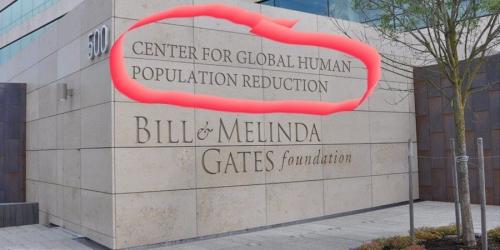 500
CENTER FOR GLOBAL HUMAN
POPULATION REDUCTION
BILL & MELINDA
GATES foundation